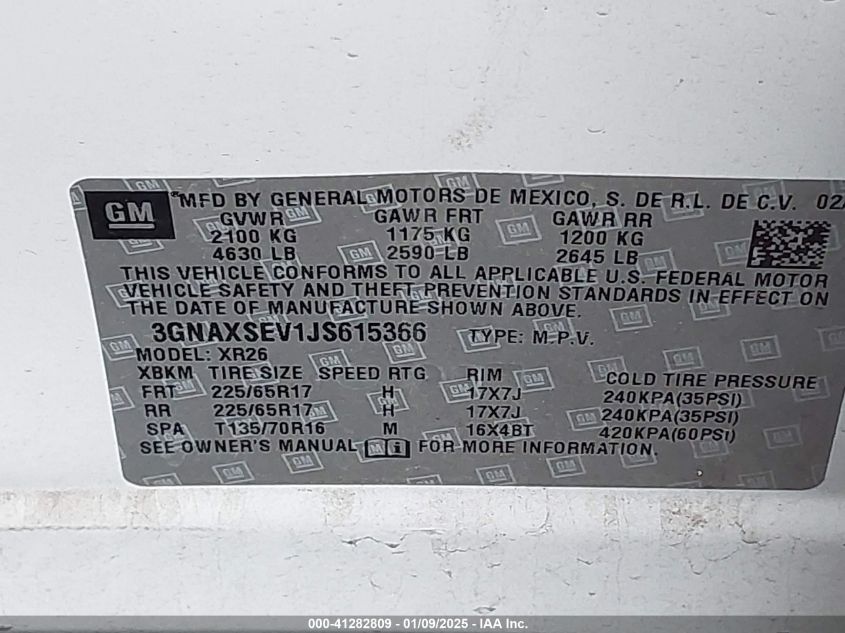 GM
MFD BY GENERAL MOTORS DE MEXICO, S. DE R.L. DE C.V. 02/
GVWR GAWR FRT GAWR RR
2100 KG 1175 KG 1200 KG
4630 LB 2590 LB 2645 LB
THIS VEHICLE CONFORMS TO ALL APPLICABLE U.S. FEDERAL MOTOR
VEHICLE SAFETY AND THEFT PREVENTION STANDARDS IN EFFECT ON
THE DATE OF MANUFACTURE SHOWN ABOVE.
3GNAXSEV1JS615366 TYPE: M.P.V.
MODEL: XR26
XBKM TIRE SIZE SPEED RTG RIM COLD TIRE PRESSURE
FRT 225/65R17 H 17X7J 240KPA(35PSI)
RR 225/65R17 H 17X7J 240KPA(35PSI)
SPA T135/70R16 M 16X4BT 420KPA(60PSI)
SEE OWNER'S MANUAL FOR MORE INFORMATION.
000-41282809 - 01/09/2025 - IAA Inc.